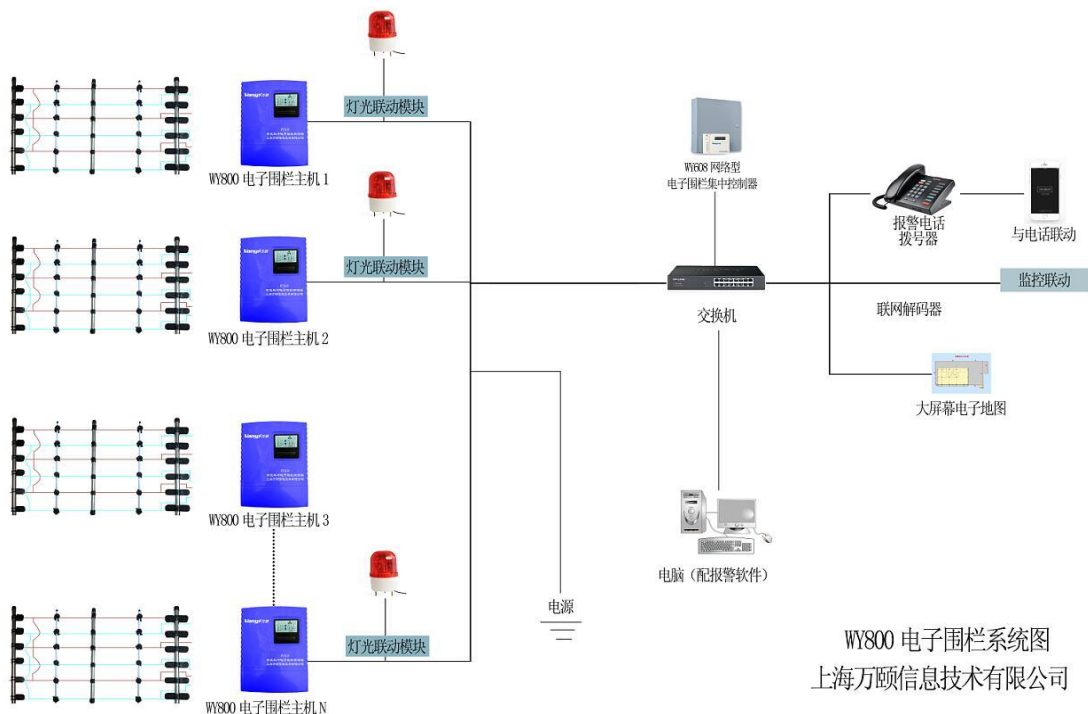 灯光联动模块
WY800 电子围栏主机1
灯光联动模块
WY800 电子围栏主机2
WY800 电子围栏主机3
灯光联动模块
WY800 电子围栏主机N
电源
WY608 网络型
电子围栏集中控制器
交换机
电脑（配报警软件）
报警电话
拨号器
与电话联动
监控联动
联网解码器
大屏幕电子地图
WY800 电子围栏系统图
上海万颐信息技术有限公司